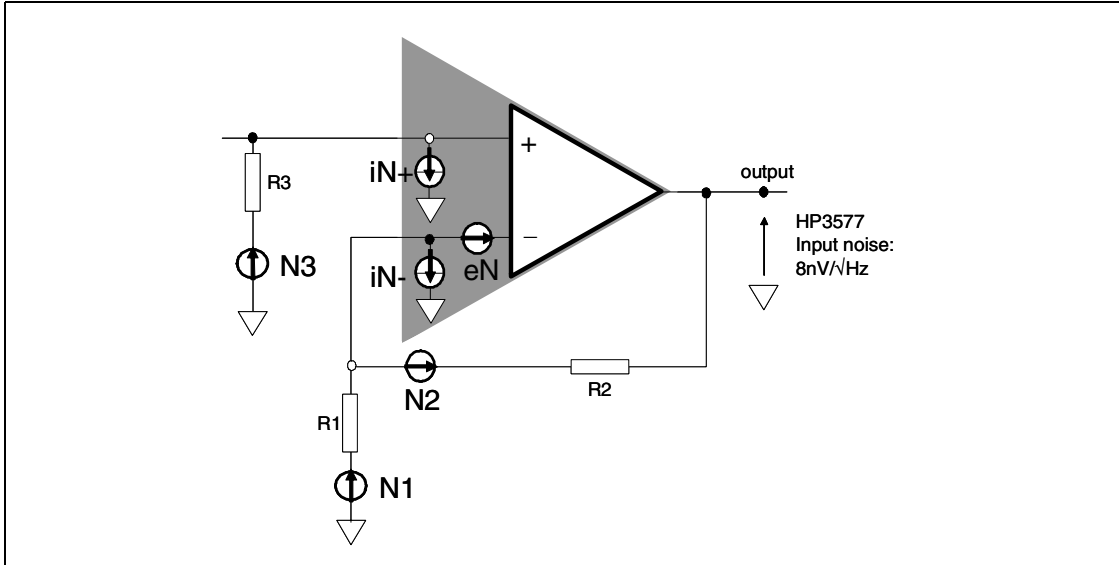 +
iN+
R3
output
HP3577
Input noise:
8nV/√Hz
N3
−
iN-
eN
N2
R2
R1
N1